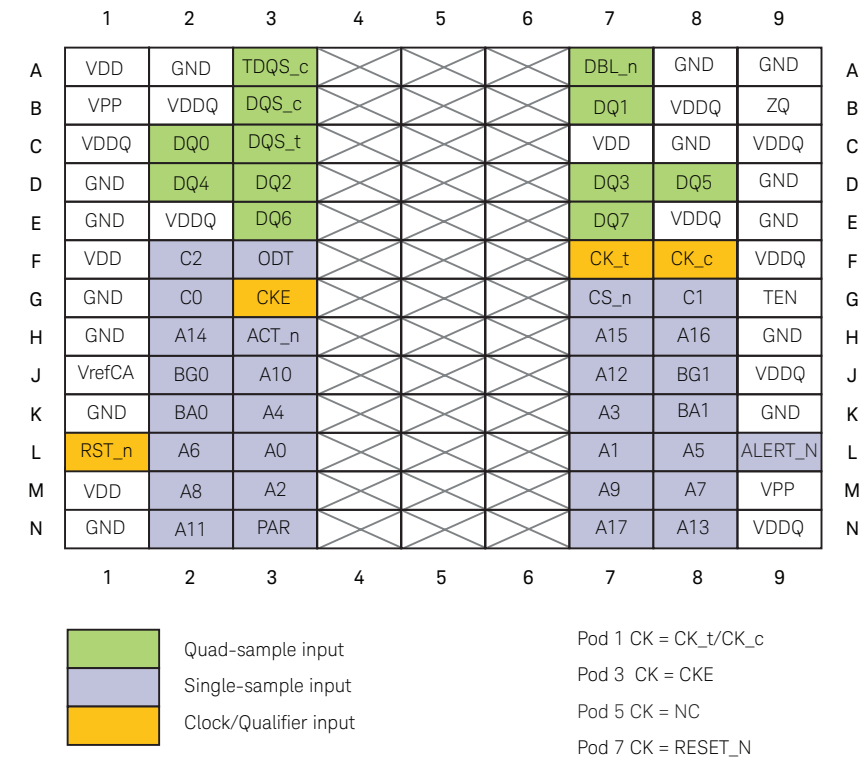 1 2 3 4 5 6 7 8 9
A VDD GND TDQS_c DBL_n GND GND A
B VPP VDDQ DQS_c DQ1 VDDQ ZQ B
C VDDQ DQ0 DQS_t VDD GND VDDQ C
D GND DQ4 DQ2 DQ3 DQ5 GND D
E GND VDDQ DQ6 DQ7 VDDQ GND E
F VDD C2 ODT CK_t CK_c VDDQ F
G GND C0 CKE CS_n C1 TEN G
H GND A14 ACT_n A15 A16 GND H
J VrefCA BG0 A10 A12 BG1 VDDQ J
K GND BA0 A4 A3 BA1 GND K
L RST_n A6 A0 A1 A5 ALERT_N L
M VDD A8 A2 A9 A7 VPP M
N GND A11 PAR A17 A13 VDDQ N
1 2 3 4 5 6 7 8 9
Quad-sample input
Single-sample input
Clock/Qualifier input
Pod 1 CK = CK_t/CK_c
Pod 3 CK = CKE
Pod 5 CK = NC
Pod 7 CK = RESET_N